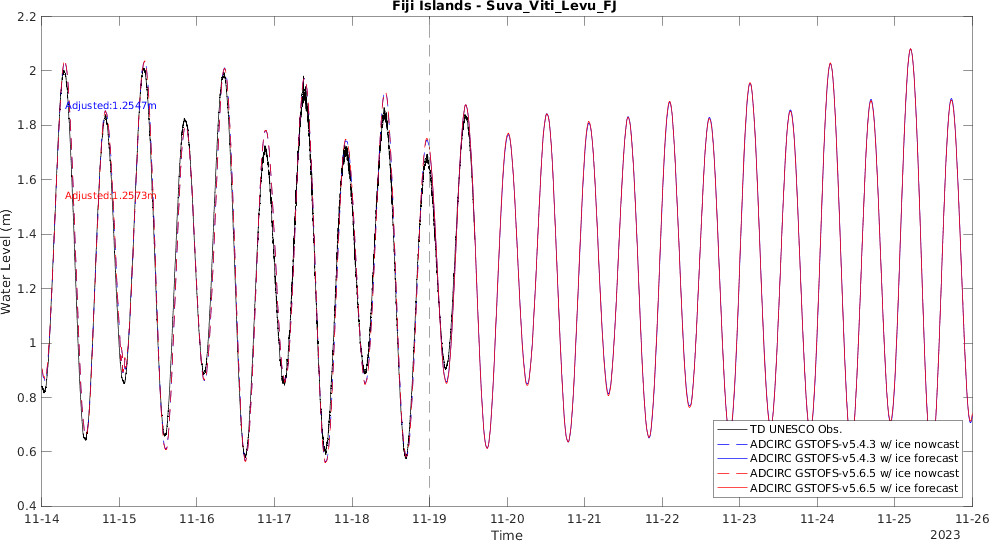 Fiji Islands - Suva_Viti_Levu_FJ
2.2
2
1.8
1.6
1.4
1.2
1
0.8
0.6
0.4
Water Level (m)
Adjusted:1.2547m
Adjusted:1.2573m
TD UNESCO Obs.
ADCIRC GSTOFS-v5.4.3 w/ ice nowcast
ADCIRC GSTOFS-v5.4.3 w/ ice forecast
ADCIRC GSTOFS-v5.6.5 w/ ice nowcast
ADCIRC GSTOFS-v5.6.5 w/ ice forecast
11-14 11-15 11-16 11-17 11-18 11-19 11-20 11-21 11-22 11-23 11-24 11-25 11-26
Time
2023